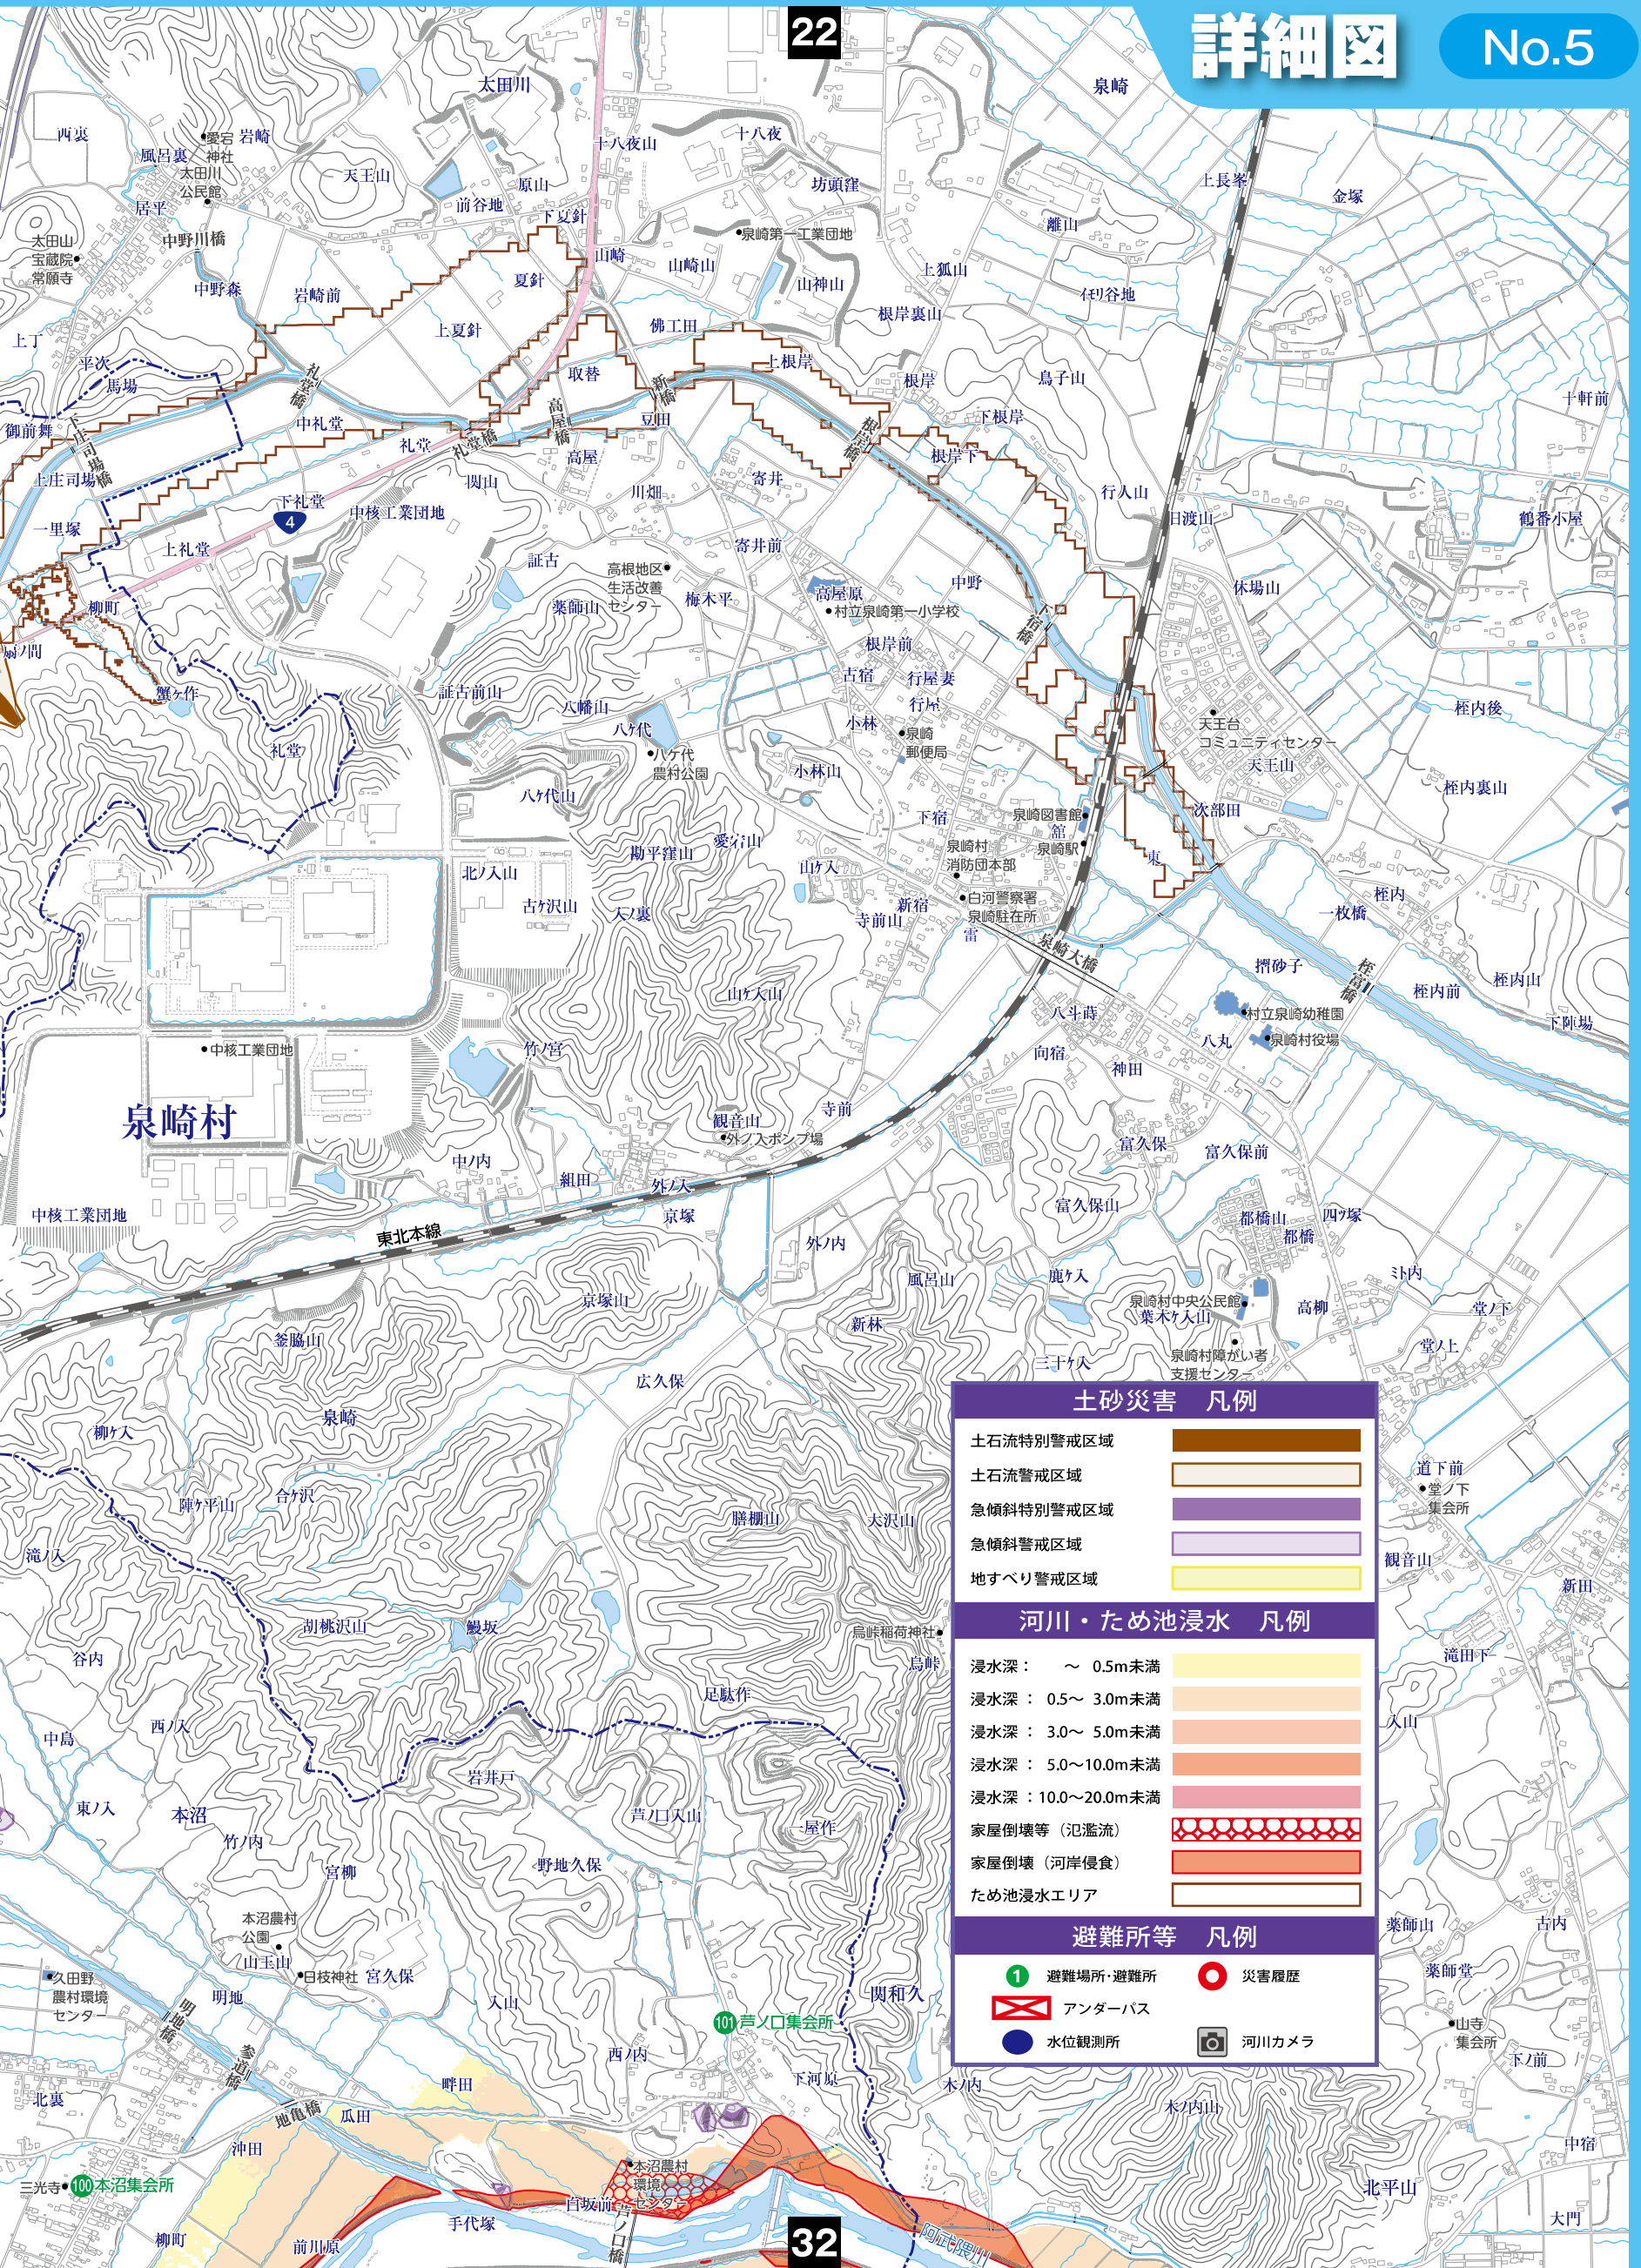 22
詳細図
No.5
太田川
泉崎
西裏
愛宕
神社
岩崎
風呂裏
太田川
公民館
天王山
十八夜山
十八夜
原山
坊頭窪
上長峯
金塚
居平
前谷地
下夏針
離山
中野川橋
泉崎第一工業団地
太田山
宝蔵院
常願寺
山崎
山崎山
上狐山
中野森
岩崎前
夏針
山神山
根岸裏山
上夏針
佛工田
上丁
平次
馬場
礼堂橋
取替
新橋
上根岸
根岸
烏子山
十軒前
御前舞
下庄司場橋
中礼堂
礼堂
礼堂橋
高屋橋
豆田
根岸橋
下根岸
高屋
根岸下
上庄司場
関山
川畑
寄井
行人山
下礼堂
4
中核工業団地
日渡山
鶴番小屋
一里塚
上礼堂
寄井前
証古
高根地区
生活改善
センター
中野
休場山
柳町
薬師山
梅木平
高屋原
村立泉崎第一小学校
宿橋
扇ノ間
根岸前
蟹ケ作
証古前山
古宿
行屋妻
行屋
桎内後
八幡山
八ケ代
小林
泉崎
郵便局
天王台
コミュニティセンター
礼堂
八ケ代
農村公園
小林山
天王山
八ケ代山
桎内裏山
下宿
泉崎図書館
館
次部田
勘平窪山
愛宕山
泉崎村
消防団本部
泉崎駅
東
北ノ入山
山ケ入
白河警察署
泉崎駐在所
桎内
古ケ沢山
入ノ裏
新宿
寺前山
一枚橋
雷
泉崎大橋
摺砂子
桎富橋
桎内前
桎内山
山ケ入山
八斗蒔
村立泉崎幼稚園
下陣場
中核工業団地
竹ノ宮
向宿
八丸
泉崎村役場
神田
泉崎村
観音山
寺前
外ノ入ポンプ場
富久保
富久保前
中ノ内
組田
外ノ入
富久保山
中核工業団地
京塚
都橋山
四ツ塚
東北本線
都橋
外ノ内
風呂山
鹿ケ入
ミト内
京塚山
泉崎村中央公民館
葉木ケ入山
高柳
堂ノ下
釜脇山
新林
堂ノ上
三十ケ入
泉崎村障がい者
支援センター
広久保
土砂災害 凡例
柳ケ入
泉崎
土石流特別警戒区域
土石流警戒区域
道下前
堂ノ下
集会所
陣ケ平山
合ケ沢
膳棚山
大沢山
急傾斜特別警戒区域
滝ノ入
急傾斜警戒区域
観音山
地すべり警戒区域
新田
胡桃沢山
鰻坂
烏峠稲荷神社
河川・ため池浸水 凡例
谷内
烏峠
浸水深： ～ 0.5m未満
滝田下
足駄作
浸水深 ： 0.5～ 3.0m未満
中島
西ノ入
浸水深 ： 3.0～ 5.0m未満
入山
岩井戸
浸水深 ： 5.0～10.0m未満
東ノ入
本沼
芦ノ口入山
浸水深 ：10.0～20.0m未満
竹ノ内
家屋倒壊等（氾濫流）
宮柳
野地久保
家屋倒壊（河岸侵食）
ため池浸水エリア
本沼農村
公園
薬師山
古内
避難所等 凡例
山王山
日枝神社
宮久保
薬師堂
久田野
農村環境
センター
明地
入山
関和久
1
避難場所･避難所
災害履歴
明地橋
101
芦ノ口集会所
アンダーパス
山寺
集会所
参道橋
西ノ内
水位観測所
河川カメラ
下ノ前
畔田
下河原
木ノ内
北裏
地亀橋
瓜田
木ノ内山
沖田
中宿
三光寺
100
本沼集会所
本沼農村
環境
センター
北平山
白坂前
手代塚
芦ノ口橋
大門
柳町
前川原
32
阿武隈川